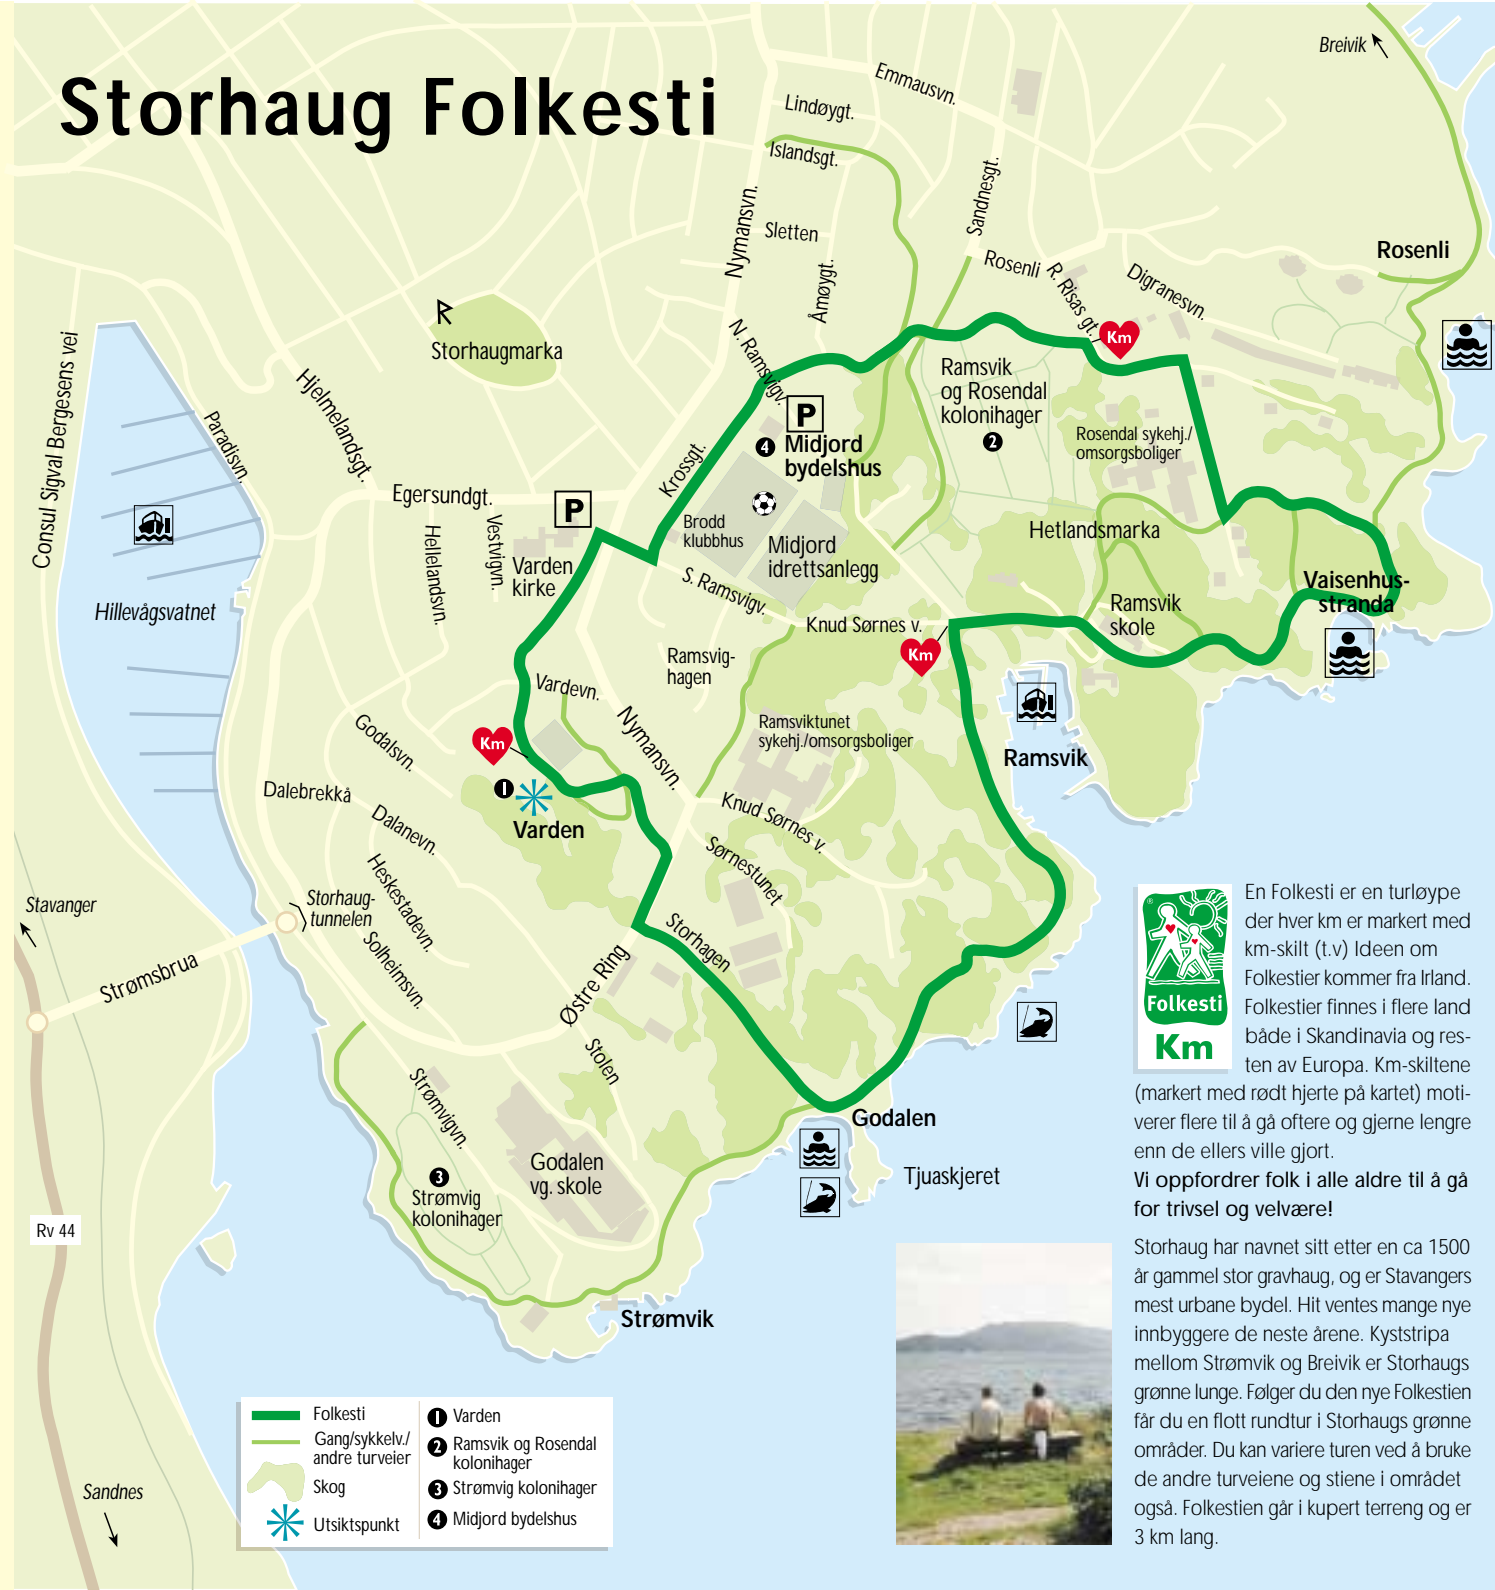 Storhaug Folkesti
Breivik
Emmausvn.
Lindøygt.
Islandsgt.
Sandnesgt.
Nymansvn.
Sletten
Åmøygt.
Rosenli
R. Risas gt.
Digranesvn.
Rosenli
Km
Storhaugmarka
N. Ramsvigv.
Consul Sigval Bergesens vei
Paradisvn.
Hjelmelandsgt.
Ramsvik
og Rosendal
kolonihager
2
P
4 Midjord
bydelshus
Rosendal sykehj./
omsorgsboliger
Krossgt.
Egersundgt.
P
Hellelandsvn.
Vestvigvn.
Varden
kirke
Brodd
klubbhus
Midjord
idrettsanlegg
Hetlandsmarka
S. Ramsvigv.
Hillevågsvatnet
Knud Sørnes v.
Km
Ramsvik
skole
Vaisenhus-
stranda
Ramsvig-
hagen
Vardevn.
Nymansvn.
Godalsvn.
Km
Ramsviktunet
sykehj./omsorgsboliger
Ramsvik
1
Varden
Dalebrekkå
Dalanevn.
Heskestadevn.
Knud Sørnes v.
Sørnestunet
Storhaug-
tunnelen
Solheimsvn.
Stavanger
Strømsbrua
Storhagen
Østre Ring
Stolen
Strømvigvn.
Godalen
Tjuaskjeret
Godalen
vg. skole
3
Strømvig
kolonihager
Rv 44
Strømvik
Sandnes
Folkesti
Gang/sykkelv./
andre turveier
Skog
Utsiktspunkt
1 Varden
2 Ramsvik og Rosendal
kolonihager
3 Strømvig kolonihager
4 Midjord bydelshus
®
Folkesti
Km
En Folkesti er en turløype
der hver km er markert med
km-skilt (t.v) Ideen om
Folkestier kommer fra Irland.
Folkestier finnes i flere land
både i Skandinavia og res-
ten av Europa. Km-skiltene
(markert med rødt hjerte på kartet) moti-
verer flere til å gå oftere og gjerne lengre
enn de ellers ville gjort.
Vi oppfordrer folk i alle aldre til å gå
for trivsel og velvære!
Storhaug har navnet sitt etter en ca 1500
år gammel stor gravhaug, og er Stavangers
mest urbane bydel. Hit ventes mange nye
innbyggere de neste årene. Kyststripa
mellom Strømvik og Breivik er Storhaugs
grønne lunge. Følger du den nye Folkestien
får du en flott rundtur i Storhaugs grønne
områder. Du kan variere turen ved å bruke
de andre turveiene og stiene i området
også. Folkestien går i kupert terreng og er
3 km lang.